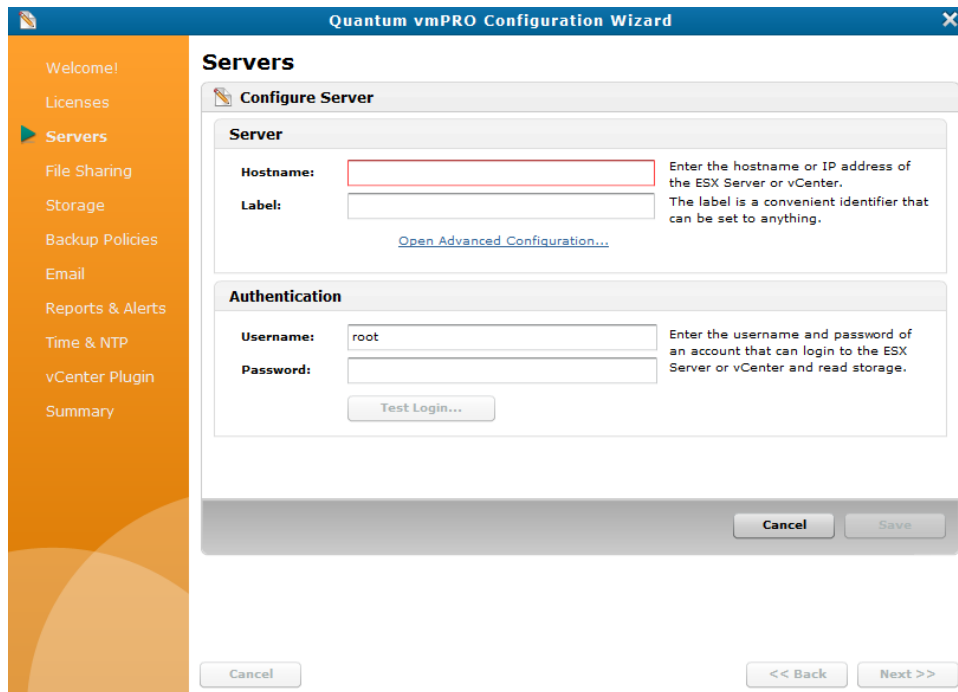 Quantum vmPRO Configuration Wizard
Welcome!
Licenses
Servers
File Sharing
Storage
Backup Policies
Email
Reports & Alerts
Time & NTP
vCenter Plugin
Summary
Servers
Configure Server
Server
Hostname:
Enter the hostname or IP address of
the ESX Server or vCenter.
Label:
The label is a convenient identifier that
can be set to anything.
Open Advanced Configuration...
Authentication
Username:
root
Enter the username and password of
an account that can login to the ESX
Server or vCenter and read storage.
Password:
Test Login...
Cancel
Save
Cancel
<< Back
Next >>